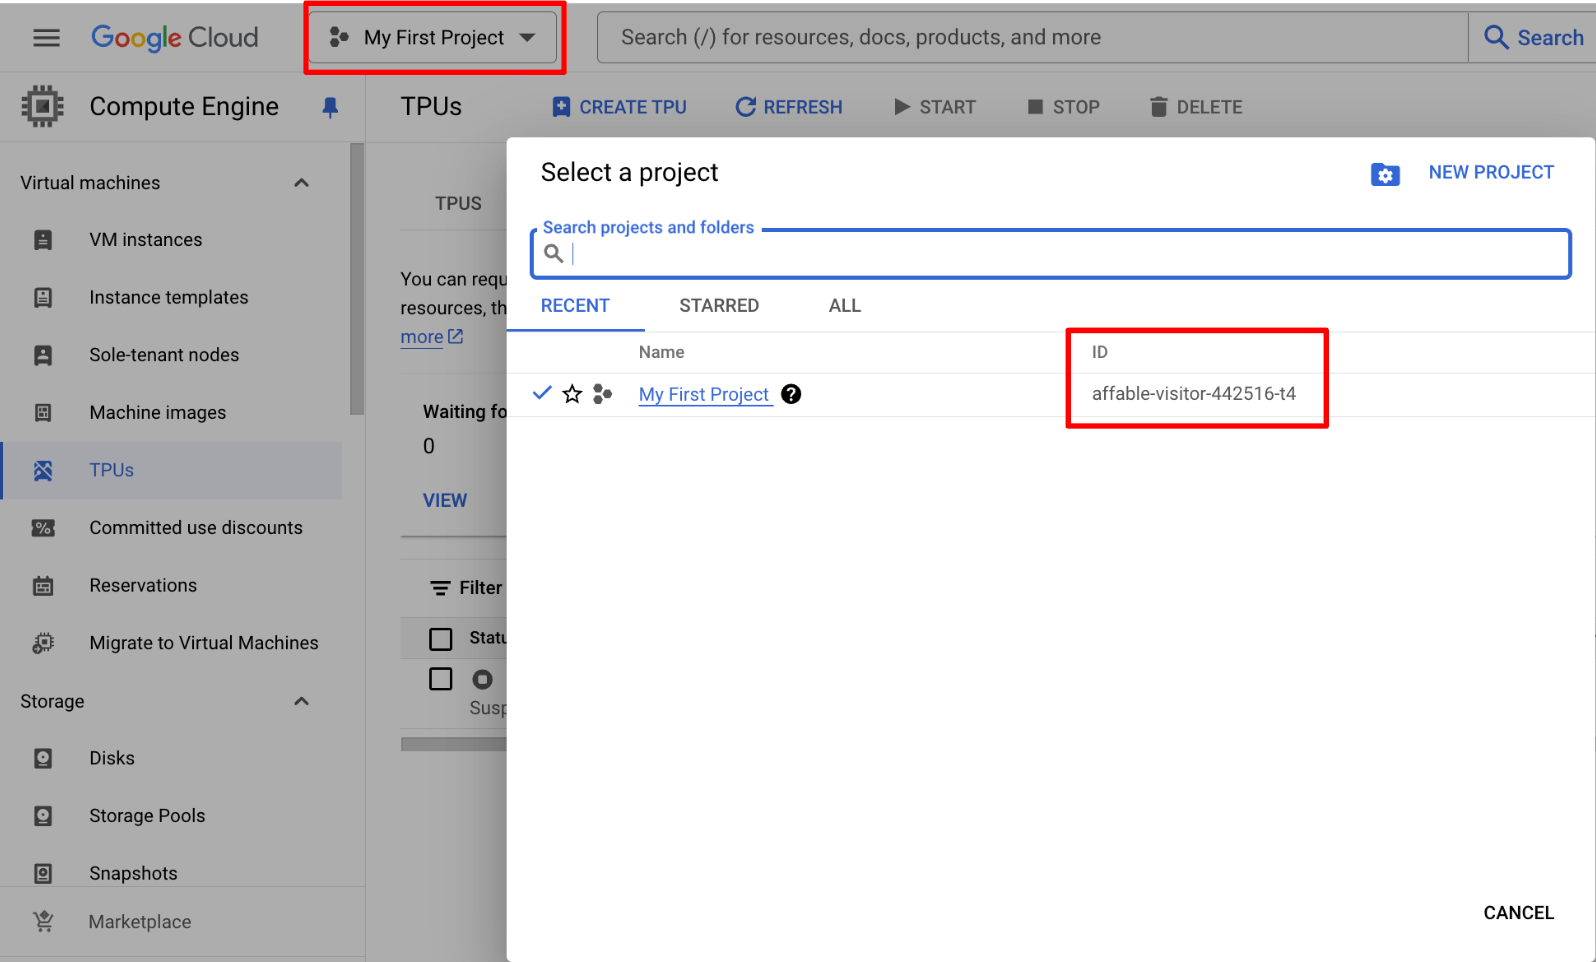 Google Cloud
My First Project
Search (/) for resources, docs, products, and more
Search
Compute Engine
TPUs
CREATE TPU
REFRESH
START
STOP
DELETE
Virtual machines
VM instances
Instance templates
Sole-tenant nodes
Machine images
TPUs
Committed use discounts
Reservations
Migrate to Virtual Machines
Storage
Disks
Storage Pools
Snapshots
Marketplace
TPUS
You can requ
resources, th
more
Waiting fo
0
VIEW
Filter
Statu
Susp
Select a project
NEW PROJECT
Search projects and folders
RECENT
STARRED
ALL
Name
ID
My First Project
affable-visitor-442516-t4
CANCEL